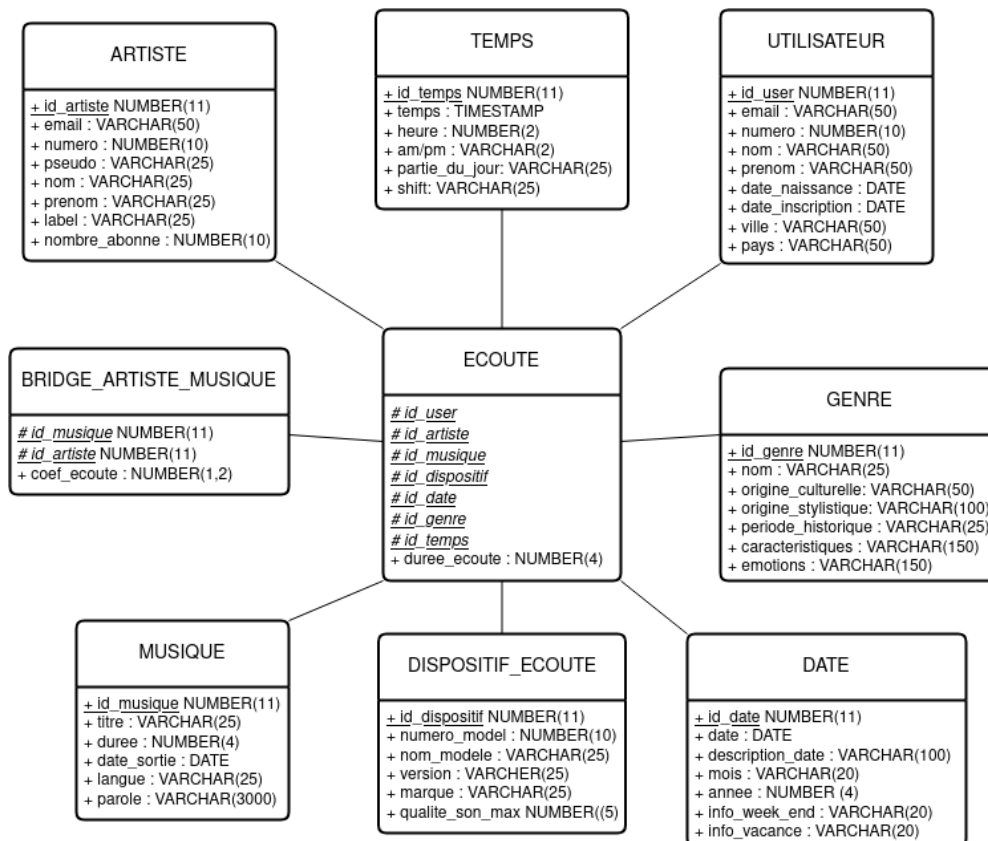 ARTISTE
+ id_artiste NUMBER(11)
+ email : VARCHAR(50)
+ numero : NUMBER(10)
+ pseudo : VARCHAR(25)
+ nom : VARCHAR(25)
+ prenom : VARCHAR(25)
+ label : VARCHAR(25)
+ nombre_abonne : NUMBER(10)
TEMPS
+ id_temps NUMBER(11)
+ temps : TIMESTAMP
+ heure : NUMBER(2)
+ am/pm : VARCHAR(2)
+ partie_du_jour: VARCHAR(25)
+ shift: VARCHAR(25)
UTILISATEUR
+ id_user NUMBER(11)
+ email : VARCHAR(50)
+ numero : NUMBER(10)
+ nom : VARCHAR(50)
+ prenom : VARCHAR(50)
+ date_naissance : DATE
+ date_inscription : DATE
+ ville : VARCHAR(50)
+ pays : VARCHAR(50)
BRIDGE_ARTISTE_MUSIQUE
# id_musique NUMBER(11)
# id_artiste NUMBER(11)
+ coef_ecoute : NUMBER(1,2)
ECOUTE
# id_user
# id_artiste
# id_musique
# id_dispositif
# id_date
# id_genre
# id_temps
+ duree_ecoute : NUMBER(4)
GENRE
+ id_genre NUMBER(11)
+ nom : VARCHAR(25)
+ origine_culturelle: VARCHAR(50)
+ origine_stylistique: VARCHAR(100)
+ periode_historique : VARCHAR(25)
+ caracteristiques : VARCHAR(150)
+ emotions : VARCHAR(150)
MUSIQUE
+ id_musique NUMBER(11)
+ titre : VARCHAR(25)
+ duree : NUMBER(4)
+ date_sortie : DATE
+ langue : VARCHAR(25)
+ parole : VARCHAR(3000)
DISPOSITIF_ECOUTE
+ id_dispositif NUMBER(11)
+ numero_model : NUMBER(10)
+ nom_modele : VARCHAR(25)
+ version : VARCHER(25)
+ marque : VARCHAR(25)
+ qualite_son_max NUMBER((5)
DATE
+ id_date NUMBER(11)
+ date : DATE
+ description_date : VARCHAR(100)
+ mois : VARCHAR(20)
+ annee : NUMBER (4)
+ info_week_end : VARCHAR(20)
+ info_vacance : VARCHAR(20)